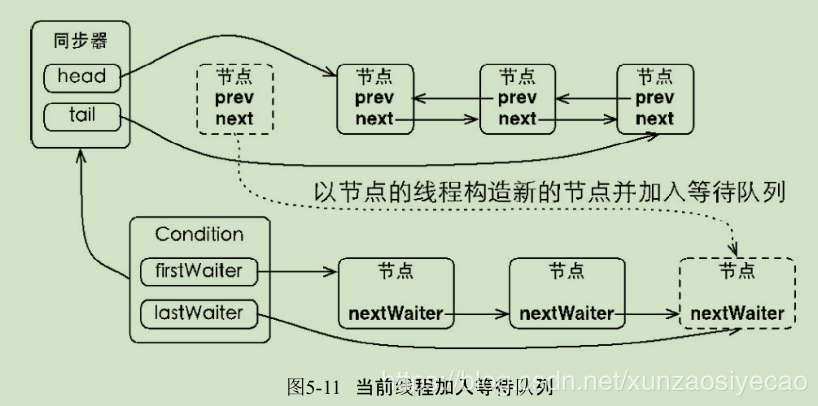 同步器
head
tail
节点
prev
next
节点
prev
next
节点
prev
next
节点
prev
next
以节点的线程构造新的节点并加入等待队列
Condition
firstWaiter
lastWaiter
节点
nextWaiter
节点
nextWaiter
节点
nextWaiter
图5-11 当前线程加入等待队列
https://blog.csdn.net/xunzaosiyecao